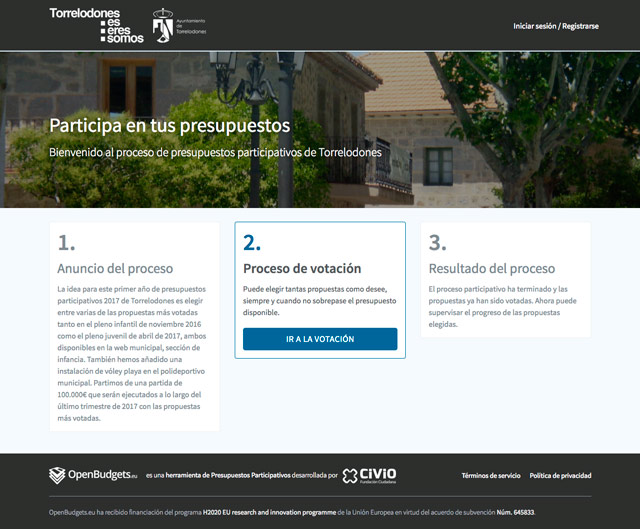 Torrelodones
es
eres
somos
Ayuntamiento
de
Torrelodones
Iniciar sesión / Registrarse
Participa en tus presupuestos
Bienvenido al proceso de presupuestos participativos de Torrelodones
1.
Anuncio del proceso
La idea para este primer año de presupuestos
participativos 2017 de Torrelodones es elegir
entre varias de las propuestas más votadas
tanto en el pleno infantil de noviembre 2016
como el pleno juvenil de abril de 2017, ambos
disponibles en la web municipal, sección de
infancia. También hemos añadido una
instalación de vóley playa en el polideportivo
municipal. Partimos de una partida de
100.000€ que serán ejecutados a lo largo del
último trimestre de 2017 con las propuestas
más votadas.
2.
Proceso de votación
Puede elegir tantas propuestas como desee,
siempre y cuando no sobrepase el presupuesto
disponible.
IR A LA VOTACIÓN
3.
Resultado del proceso
El proceso participativo ha terminado y las
propuestas ya han sido votadas. Ahora puede
supervisar el progreso de las propuestas
elegidas.
OpenBudgets.eu es una herramienta de Presupuestos Participativos desarrollada por CIVIO
Fundación Ciudadana
Términos de servicio Política de privacidad
OpenBudgets.eu ha recibido financiación del programa H2020 EU research and innovation programme de la Unión Europea en virtud del acuerdo de subvención Núm. 645833.